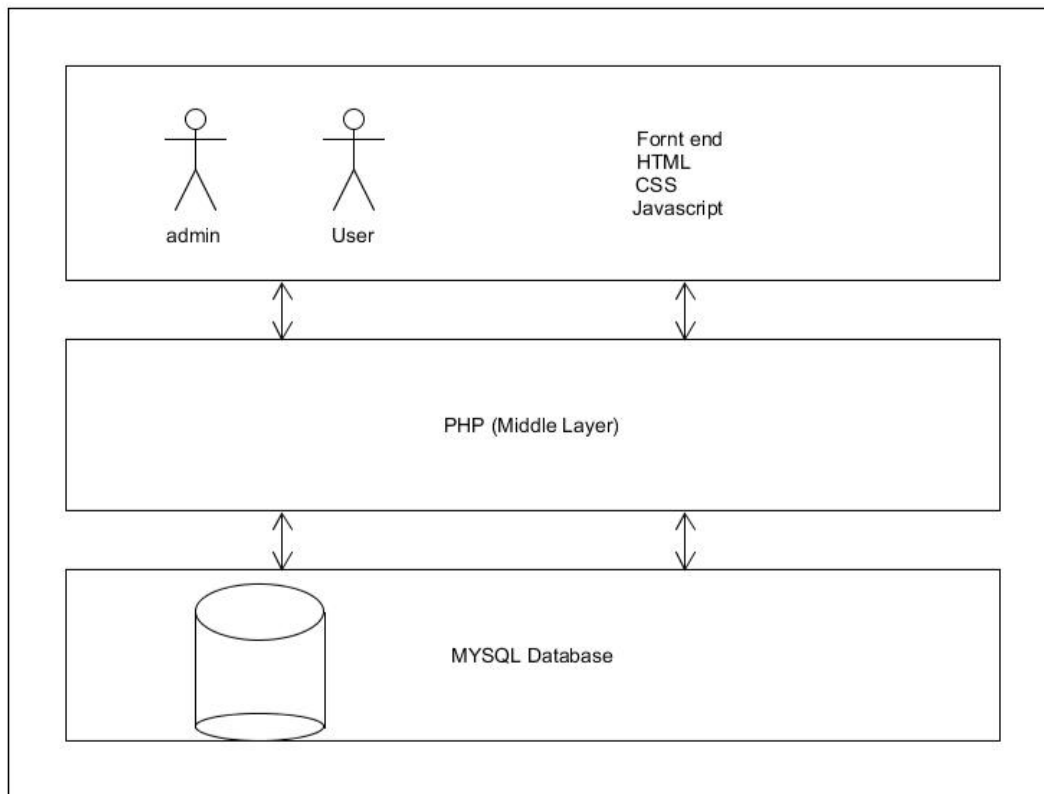 Fornt end
HTML
CSS
Javascript
admin
User
PHP (Middle Layer)
MYSQL Database